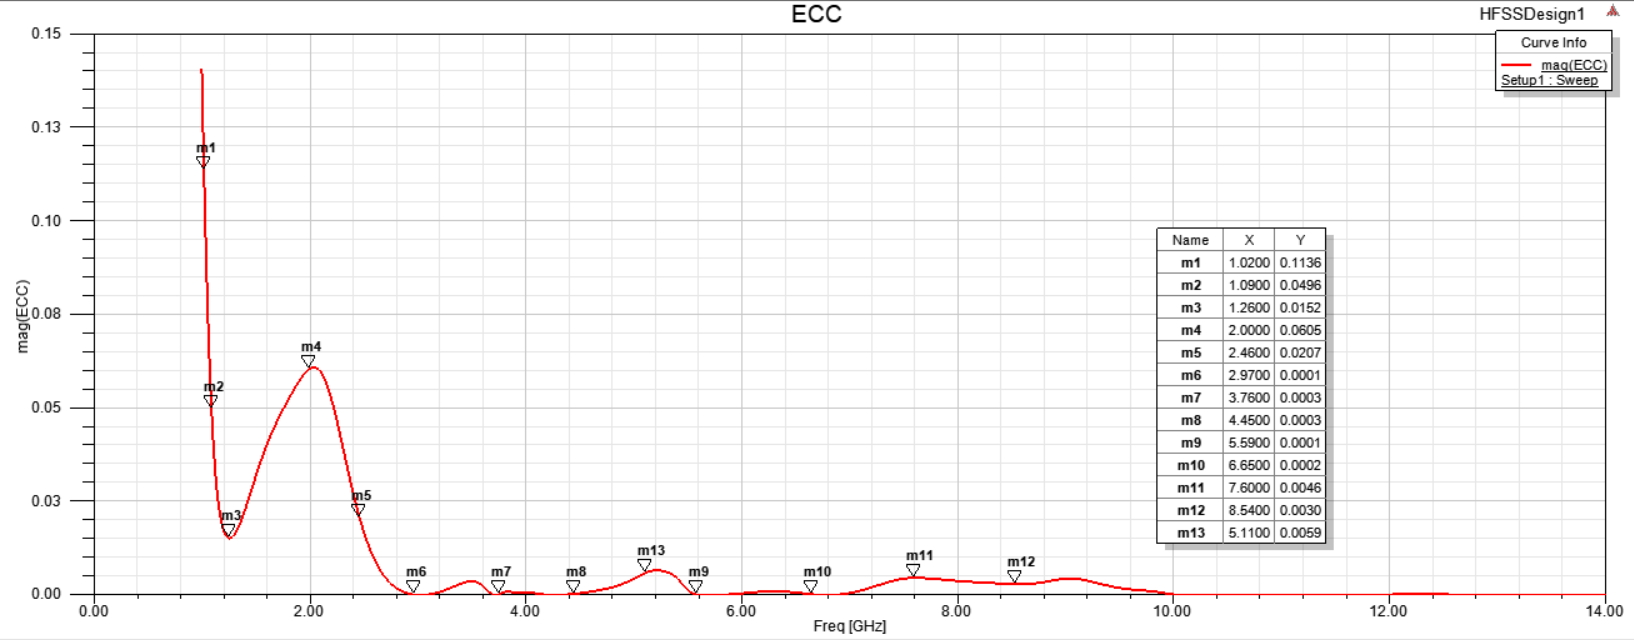 ECC
HFSSDesign1
Curve Info
mag(ECC)
Setup1 : Sweep
0.15
0.13
0.10
0.08
0.05
0.03
0.00
mag(ECC)
m1
m2
m3
m4
m5
m6
m7
m8
m13
m9
m10
m11
m12
Name X Y
m1 1.0200 0.1136
m2 1.0900 0.0496
m3 1.2600 0.0152
m4 2.0000 0.0605
m5 2.4600 0.0207
m6 2.9700 0.0001
m7 3.7600 0.0003
m8 4.4500 0.0003
m9 5.5900 0.0001
m10 6.6500 0.0002
m11 7.6000 0.0046
m12 8.5400 0.0030
m13 5.1100 0.0059
0.00 2.00 4.00 6.00 8.00 10.00 12.00 14.00
Freq [GHz]